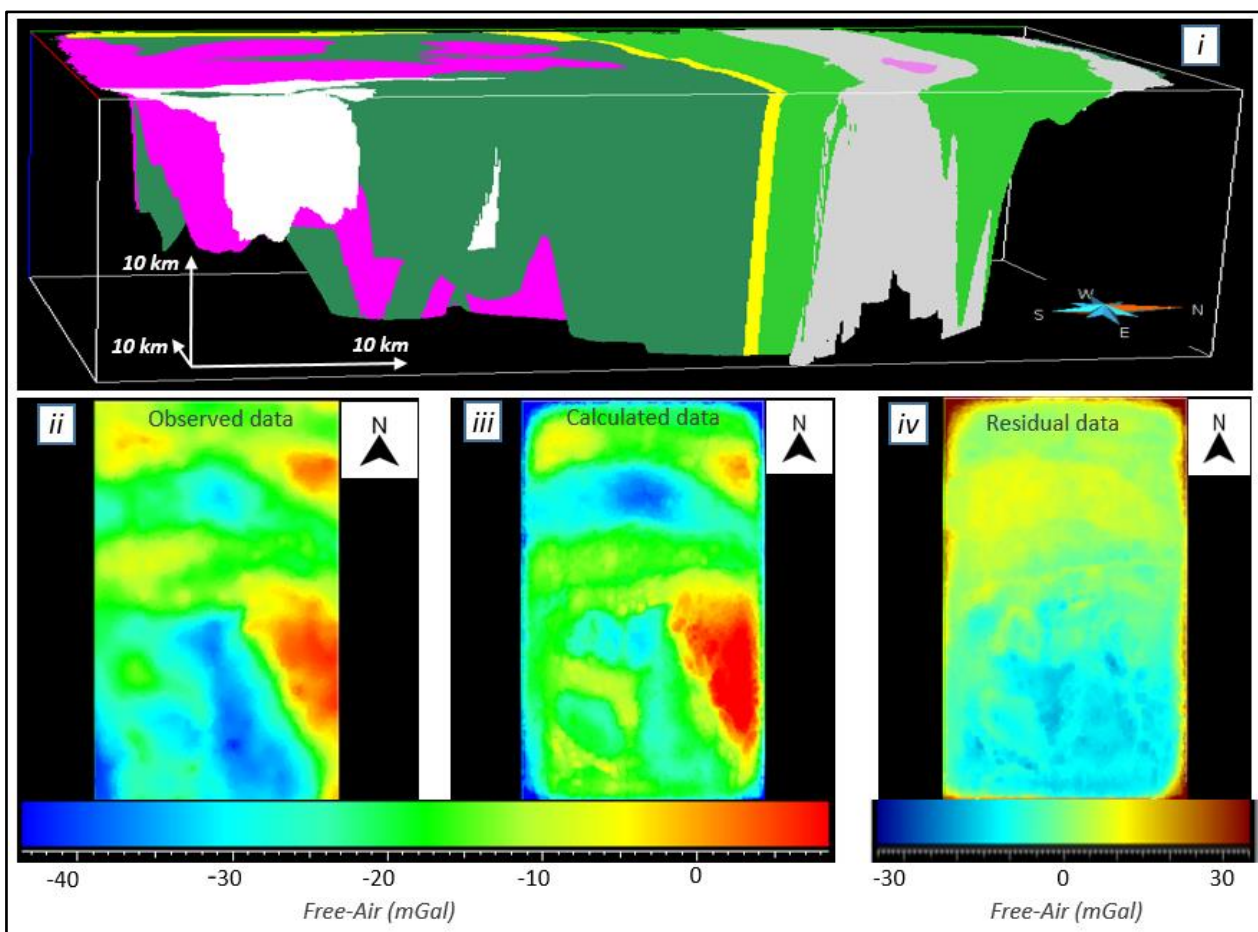 i
10 km
10 km
10 km
W
S
N
E
ii
Observed data
N
iii
Calculated data
N
iv
Residual data
N
-40
-30
-20
-10
0
Free-Air (mGal)
-30
0
30
Free-Air (mGal)